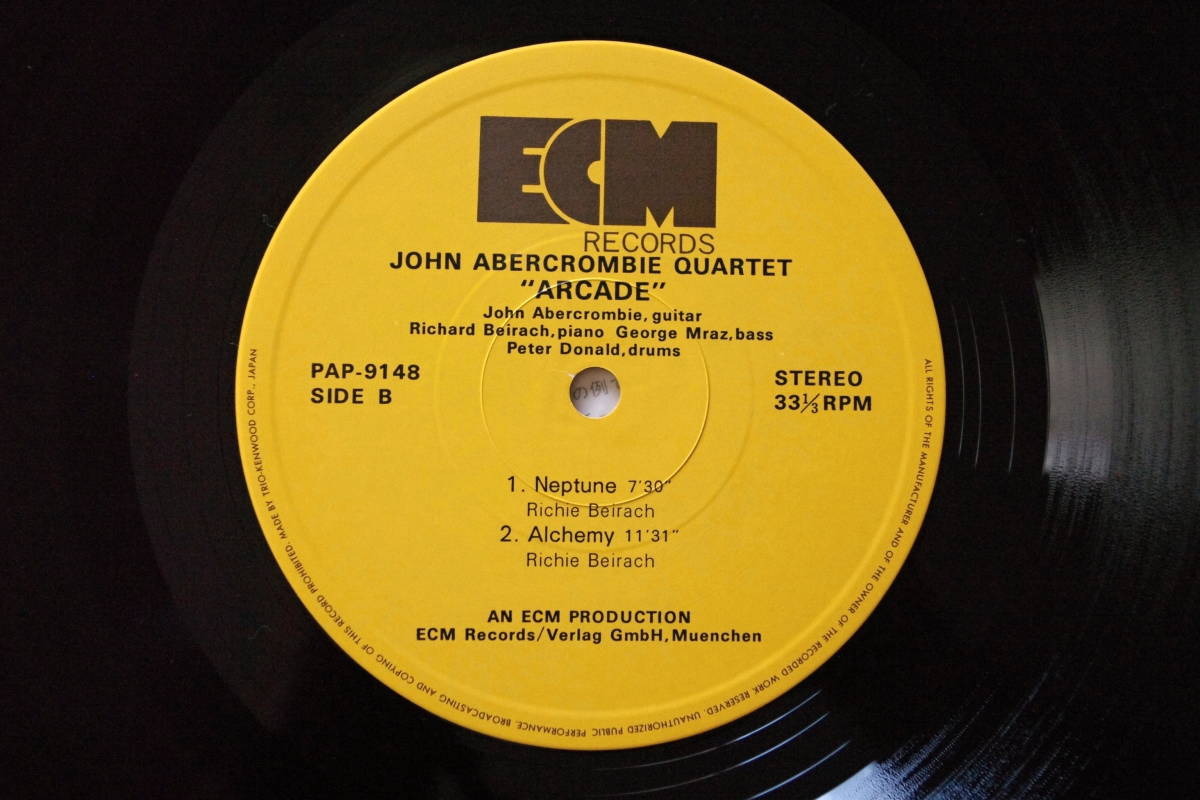 ECM
RECORDS
JOHN ABERCROMBIE QUARTET
“ARCADE”
John Abercrombie, guitar
Richard Beirach, piano George Mraz, bass
Peter Donald, drums
PAP-9148
SIDE B
STEREO
33⅓ RPM
の例
1. Neptune 7'30"
Richie Beirach
2. Alchemy 11'31"
Richie Beirach
AN ECM PRODUCTION
ECM Records/Verlag GmbH, Muenchen
ALL RIGHTS OF THE MANUFACTURER AND OF THE OWNER OF THE RECORDED WORK RESERVED. UNAUTHORIZED PUBLIC PERFORMANCE. BROADCASTING AND COPYING OF THIS RECORD PROHIBITED. MADE BY TRIO-KENWOOD CORP., JAPAN